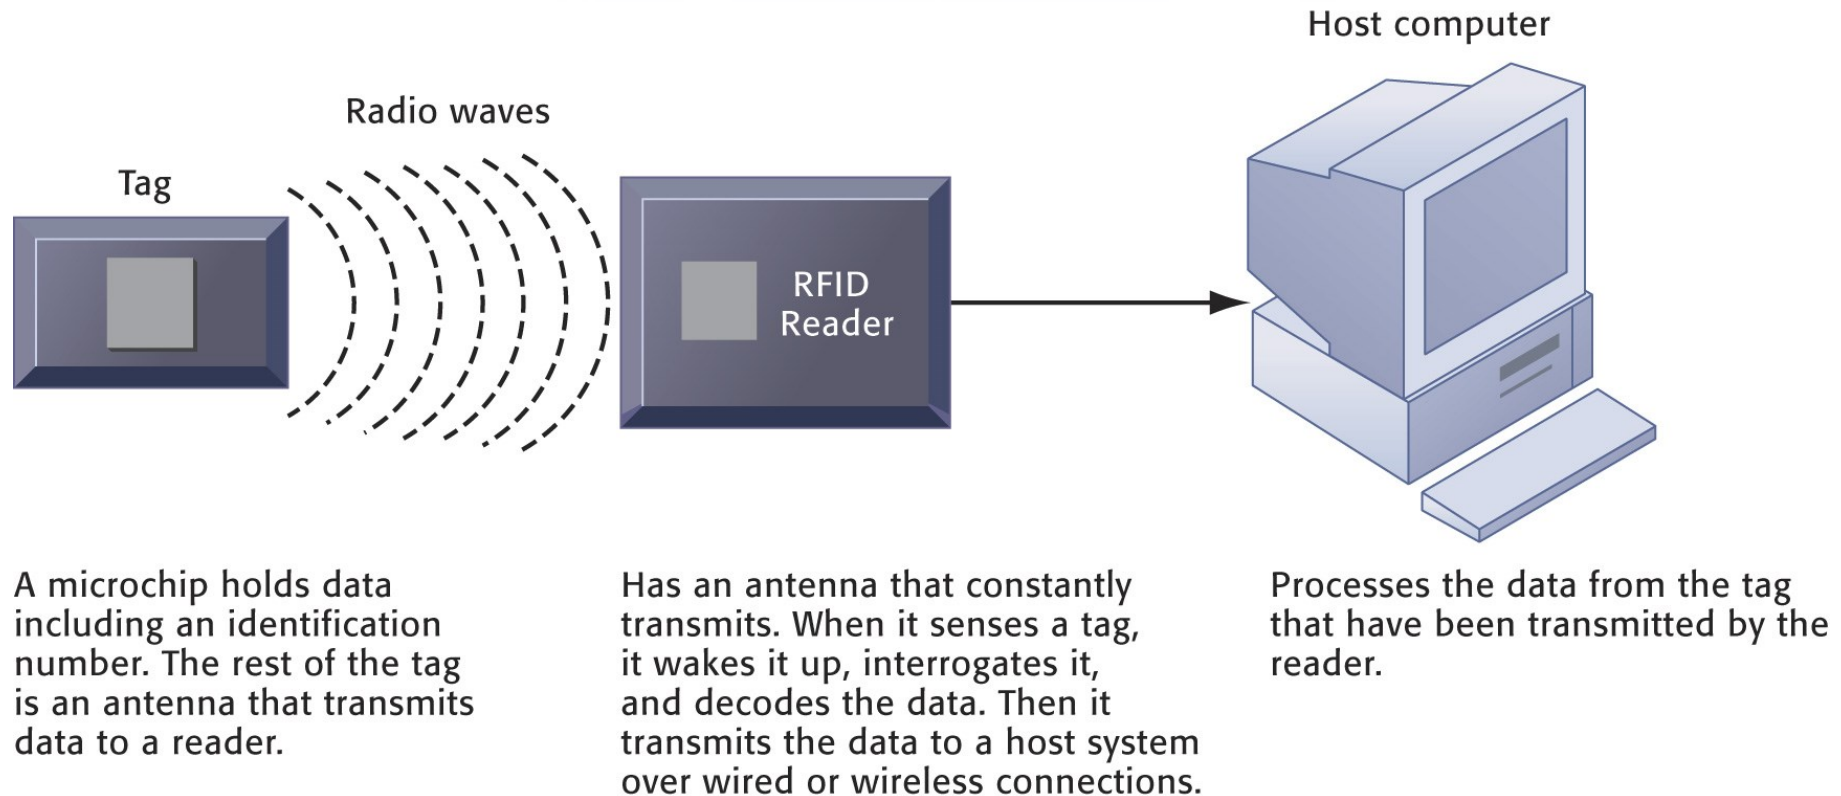 Host computer
Radio waves
Tag
RFID
Reader
A microchip holds data
including an identification
number. The rest of the tag
is an antenna that transmits
data to a reader.
Has an antenna that constantly
transmits. When it senses a tag,
it wakes it up, interrogates it,
and decodes the data. Then it
transmits the data to a host system
over wired or wireless connections.
Processes the data from the tag
that have been transmitted by the
reader.